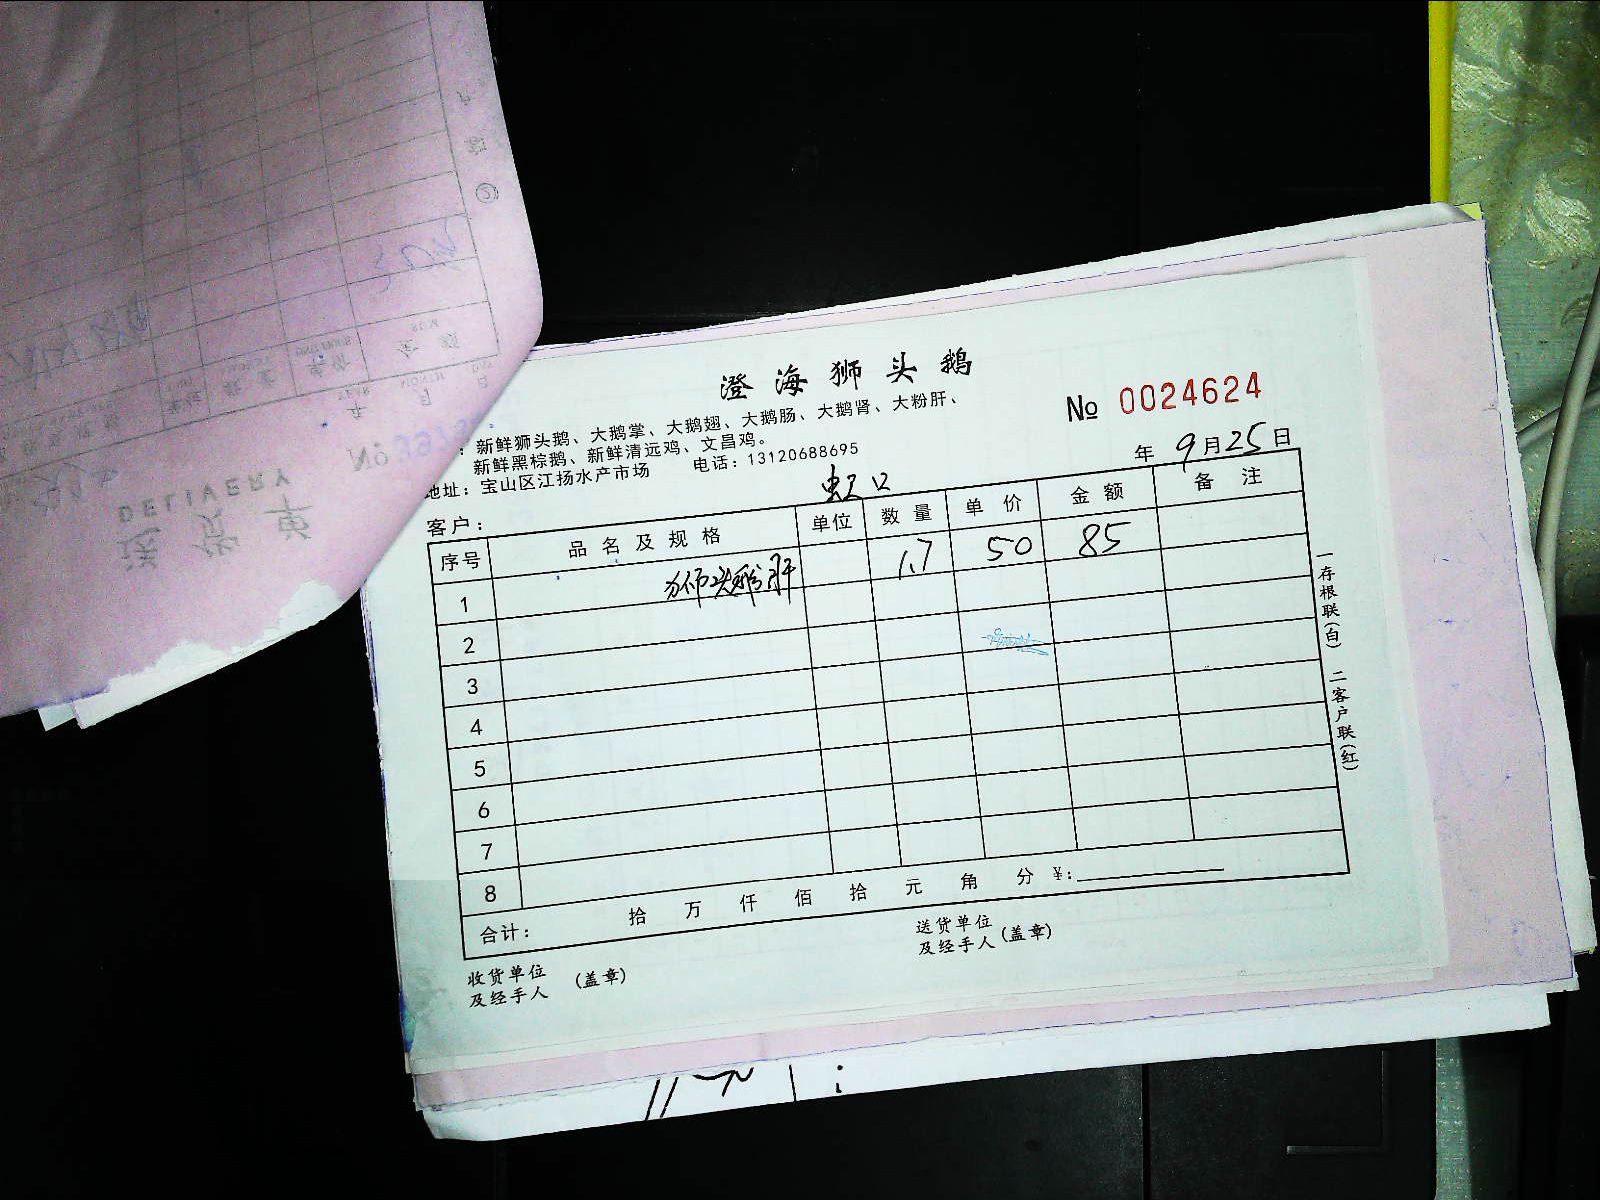 澄海狮头鹅
№ 0024624
：新鲜狮头鹅、大鹅掌、大鹅翅、大鹅肠、大鹅肾、大粉肝、
新鲜黑棕鹅、新鲜清远鸡、文昌鸡。
地址：宝山区江扬水产市场 电话：13120688695
年 9月25日
客户： 虹口
序号 品名及规格 单位 数量 单价 金额 备注
1 狮头鹅肝 1.7 50 85
2
3
4
5
6
7
8
合计： 拾 万 仟 佰 拾 元 角 分 ¥：
收货单位及经手人 (盖章)
送货单位及经手人 (盖章)
一存根联(白) 二客户联(红)
送货单
DELIVERY